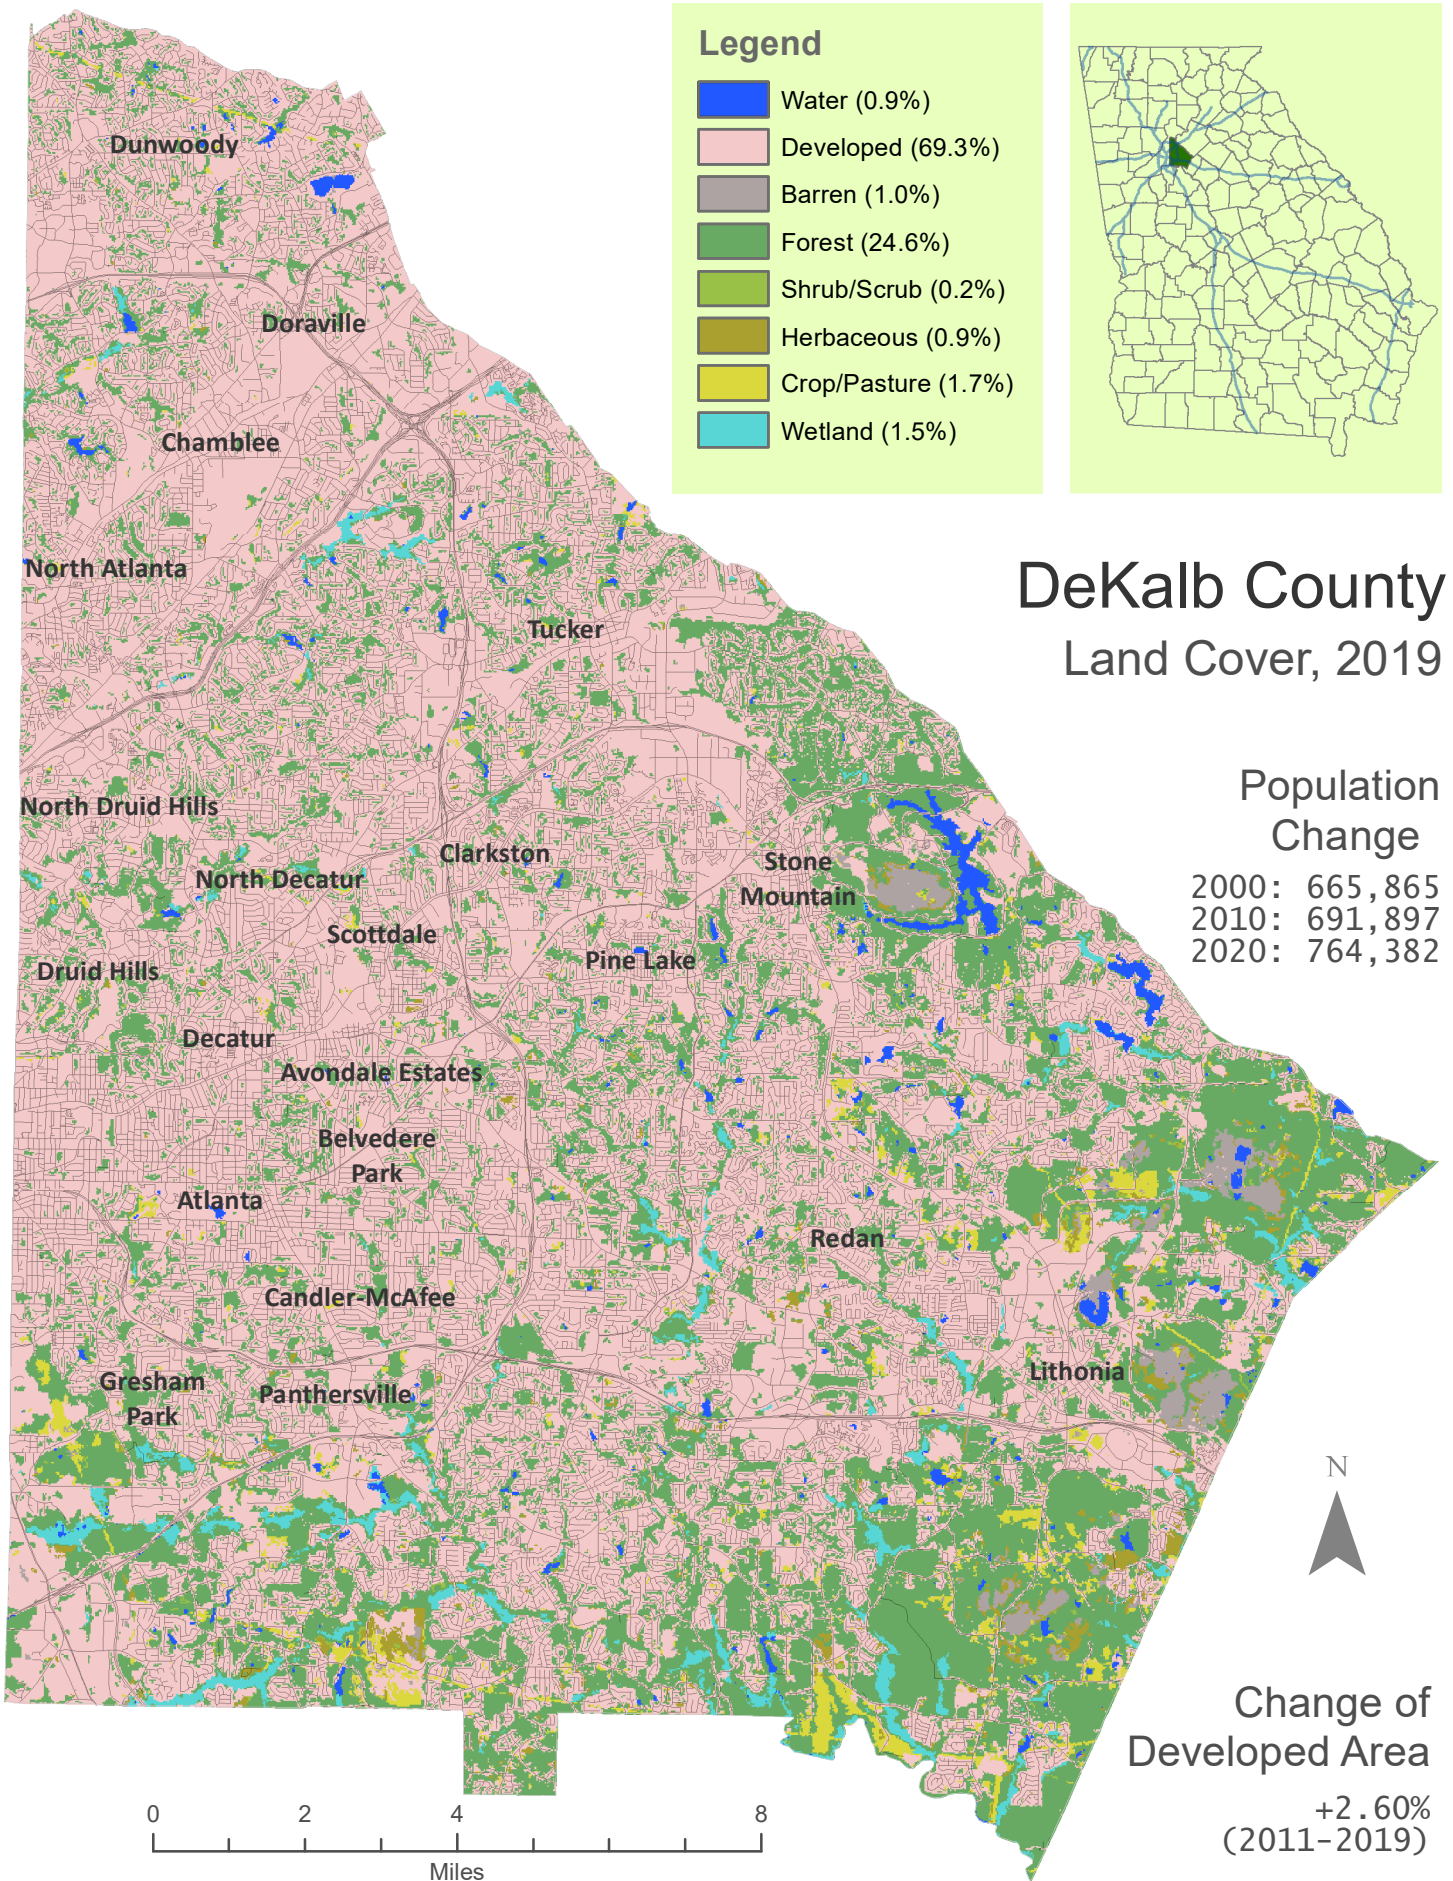 Legend
Water (0.9%)
Developed (69.3%)
Barren (1.0%)
Forest (24.6%)
Shrub/Scrub (0.2%)
Herbaceous (0.9%)
Crop/Pasture (1.7%)
Wetland (1.5%)
DeKalb County
Land Cover, 2019
Population
Change
2000: 665,865
2010: 691,897
2020: 764,382
Dunwoody
Doraville
Chamblee
North Atlanta
Tucker
North Druid Hills
Clarkston
North Decatur
Stone
Mountain
Scottdale
Pine Lake
Druid Hills
Decatur
Avondale Estates
Belvedere
Park
Atlanta
Redan
Candler-McAfee
Lithonia
Gresham
Park
Panthersville
N
Change of
Developed Area
+2.60%
(2011-2019)
0 2 4 8
Miles